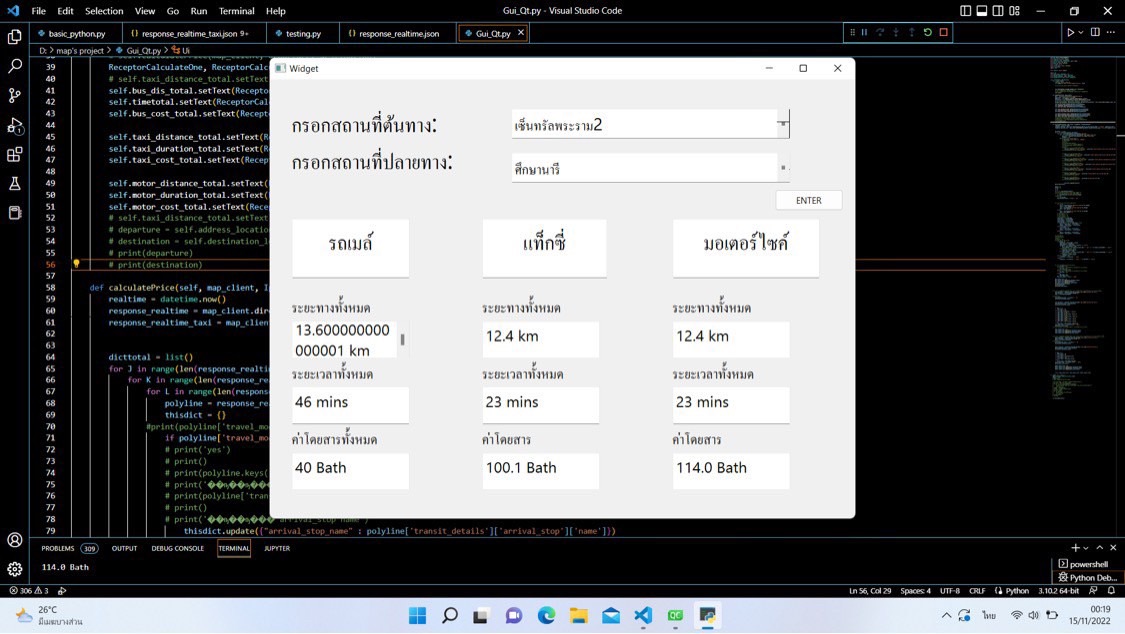 File Edit Selection View Go Run Terminal Help
Gui_Qt.py - Visual Studio Code
basic_python.py
response_realtime_taxi.json 9+
testing.py
response_realtime.json
Gui_Qt.py
D: > map's project > Gui_Qt.py > Ui
39 ReceptorCalculateOne, ReceptorCalc
40 # self.taxi_distance_total.setText
41 self.bus_dis_total.setText(Receptor
42 self.timetotal.setText(ReceptorCal
43 self.bus_cost_total.setText(Recept
44
45 self.taxi_distance_total.setText(R
46 self.taxi_duration_total.setText(R
47 self.taxi_cost_total.setText(Recep
48
49 self.motor_distance_total.setText(
50 self.motor_duration_total.setText(
51 self.motor_cost_total.setText(Rece
52 # self.taxi_distance_total.setText
53 # departure = self.address_location
54 # destination = self.destination_l
55 # print(departure)
56 # print(destination)
57
58 def calculatePrice(self, map_client, I
59 realtime = datetime.now()
60 response_realtime = map_client.dir
61 response_realtime_taxi = map_clien
62
63
64 dicttotal = list()
65 for J in range(len(response_realti
66 for K in range(len(response_re
67 for L in range(len(respons
68 polyline = response_re
69 thisdict = {}
70 #print(polyline['travel_mo
71 if polyline['travel_mo
72 # print('yes')
73 # print()
74 # print(polyline.keys(
75
76 # print(polyline['tran
77 # print()
78
79 thisdict.update({"arrival_stop_name" : polyline['transit_details']['arrival_stop']['name']})
Widget
กรอกสถานที่ต้นทาง:
เซ็นทรัลพระราม2
กรอกสถานที่ปลายทาง:
ศึกษานารี
ENTER
รถเมล์ แท็กซี่ มอเตอร์ไซค์
ระยะทางทั้งหมด ระยะทางทั้งหมด ระยะทางทั้งหมด
13.600000000
000001 km
12.4 km 12.4 km
ระยะเวลาทั้งหมด ระยะเวลาทั้งหมด ระยะเวลาทั้งหมด
46 mins 23 mins 23 mins
ค่าโดยสารทั้งหมด ค่าโดยสาร ค่าโดยสาร
40 Bath 100.1 Bath 114.0 Bath
PROBLEMS 309 OUTPUT DEBUG CONSOLE TERMINAL JUPYTER
114.0 Bath
powershell
Python Deb...
306 3
Ln 56, Col 29 Spaces: 4 UTF-8 CRLF Python 3.10.2 64-bit
26°C
มีเมฆบางส่วน
ไทย
00:19
15/11/2022